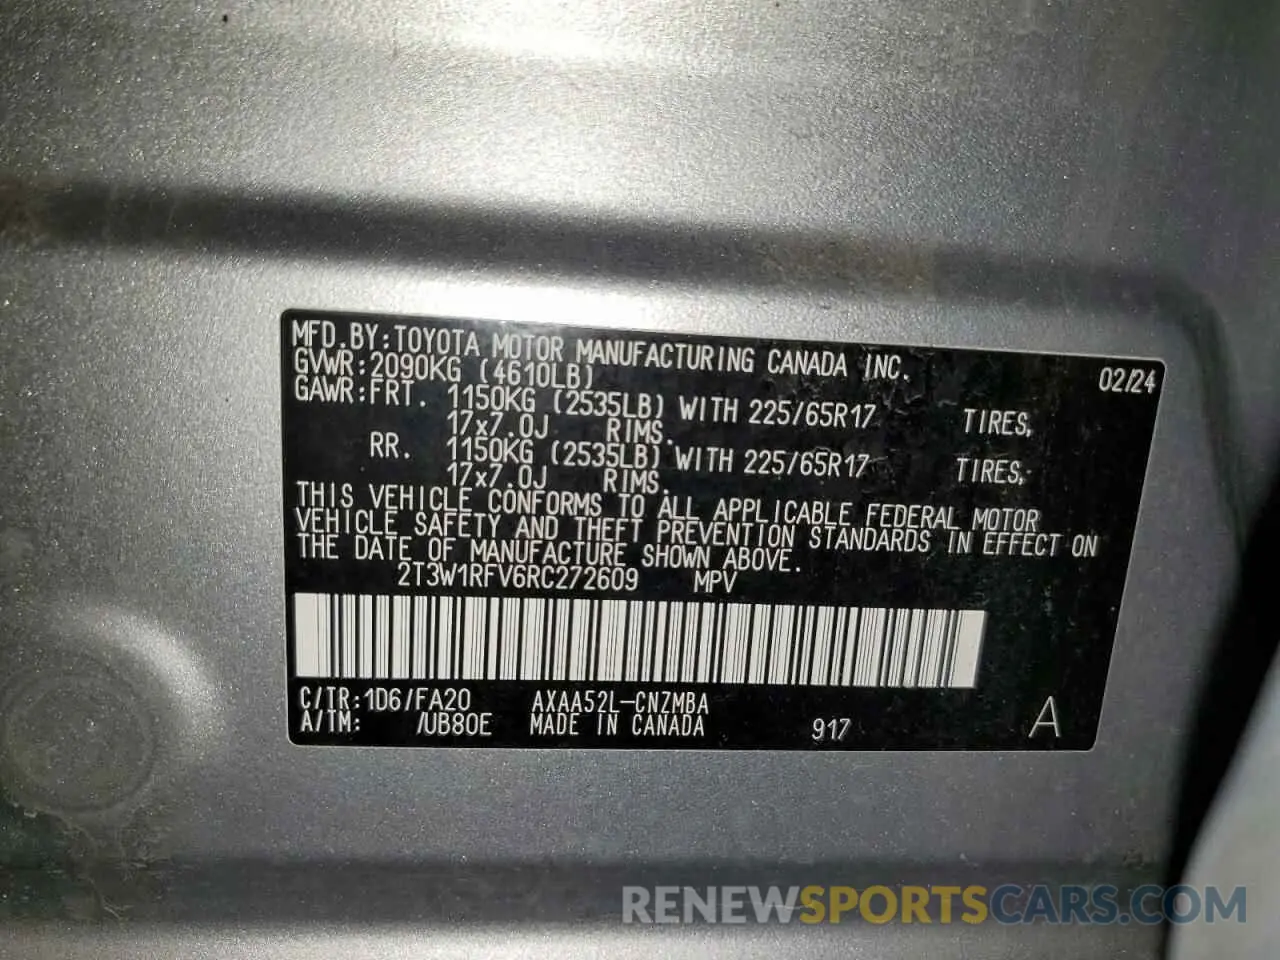 MFD.BY:TOYOTA MOTOR MANUFACTURING CANADA INC.
GVWR:2090KG (4610LB) 02/24
GAWR:FRT. 1150KG (2535LB) WITH 225/65R17 TIRES,
17x7.0J RIMS.
RR. 1150KG (2535LB) WITH 225/65R17 TIRES,
17x7.0J RIMS.
THIS VEHICLE CONFORMS TO ALL APPLICABLE FEDERAL MOTOR
VEHICLE SAFETY AND THEFT PREVENTION STANDARDS IN EFFECT ON
THE DATE OF MANUFACTURE SHOWN ABOVE.
2T3W1RFV6RC272609 MPV
C/TR:1D6/FA20 AXAA52L-CNZMBA
A/TM: /UB80E MADE IN CANADA 917 A
RENEWSPORTSCARS.COM